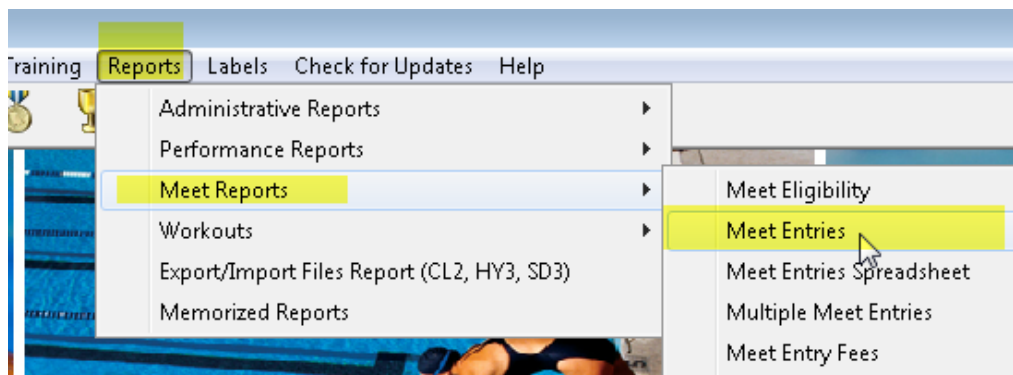 Training Reports Labels Check for Updates Help
Administrative Reports
Performance Reports
Meet Reports
Workouts
Export/Import Files Report (CL2, HY3, SD3)
Memorized Reports
Meet Eligibility
Meet Entries
Meet Entries Spreadsheet
Multiple Meet Entries
Meet Entry Fees